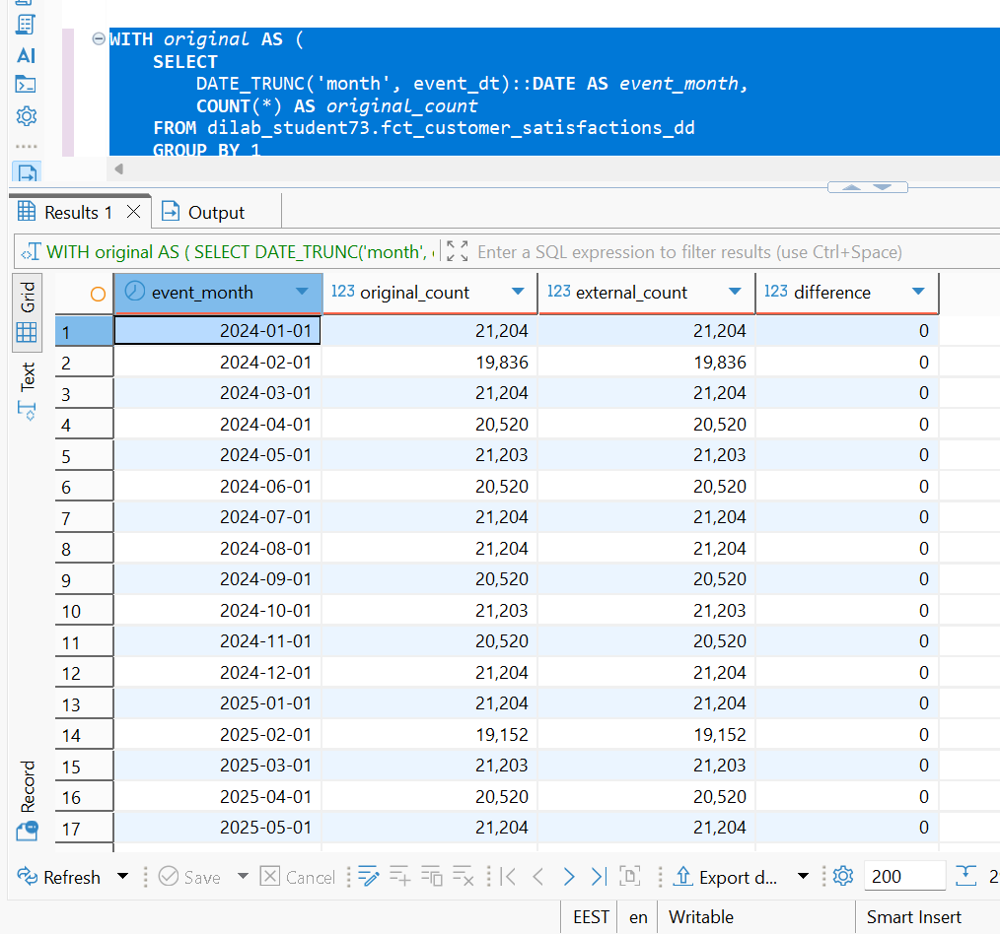 WITH original AS (
SELECT
DATE_TRUNC('month', event_dt)::DATE AS event_month,
COUNT(*) AS original_count
FROM dilab_student73.fct_customer_satisfactions_dd
GROUP BY 1
AI
Results 1
Output
WITH original AS ( SELECT DATE_TRUNC('month', Enter a SQL expression to filter results (use Ctrl+Space)
Grid
Text
Record
event_month 123 original_count 123 external_count 123 difference
1 2024-01-01 21,204 21,204 0
2 2024-02-01 19,836 19,836 0
3 2024-03-01 21,204 21,204 0
4 2024-04-01 20,520 20,520 0
5 2024-05-01 21,203 21,203 0
6 2024-06-01 20,520 20,520 0
7 2024-07-01 21,204 21,204 0
8 2024-08-01 21,204 21,204 0
9 2024-09-01 20,520 20,520 0
10 2024-10-01 21,203 21,203 0
11 2024-11-01 20,520 20,520 0
12 2024-12-01 21,204 21,204 0
13 2025-01-01 21,204 21,204 0
14 2025-02-01 19,152 19,152 0
15 2025-03-01 21,203 21,203 0
16 2025-04-01 20,520 20,520 0
17 2025-05-01 21,204 21,204 0
Refresh Save Cancel Export d... 200
EEST en Writable Smart Insert